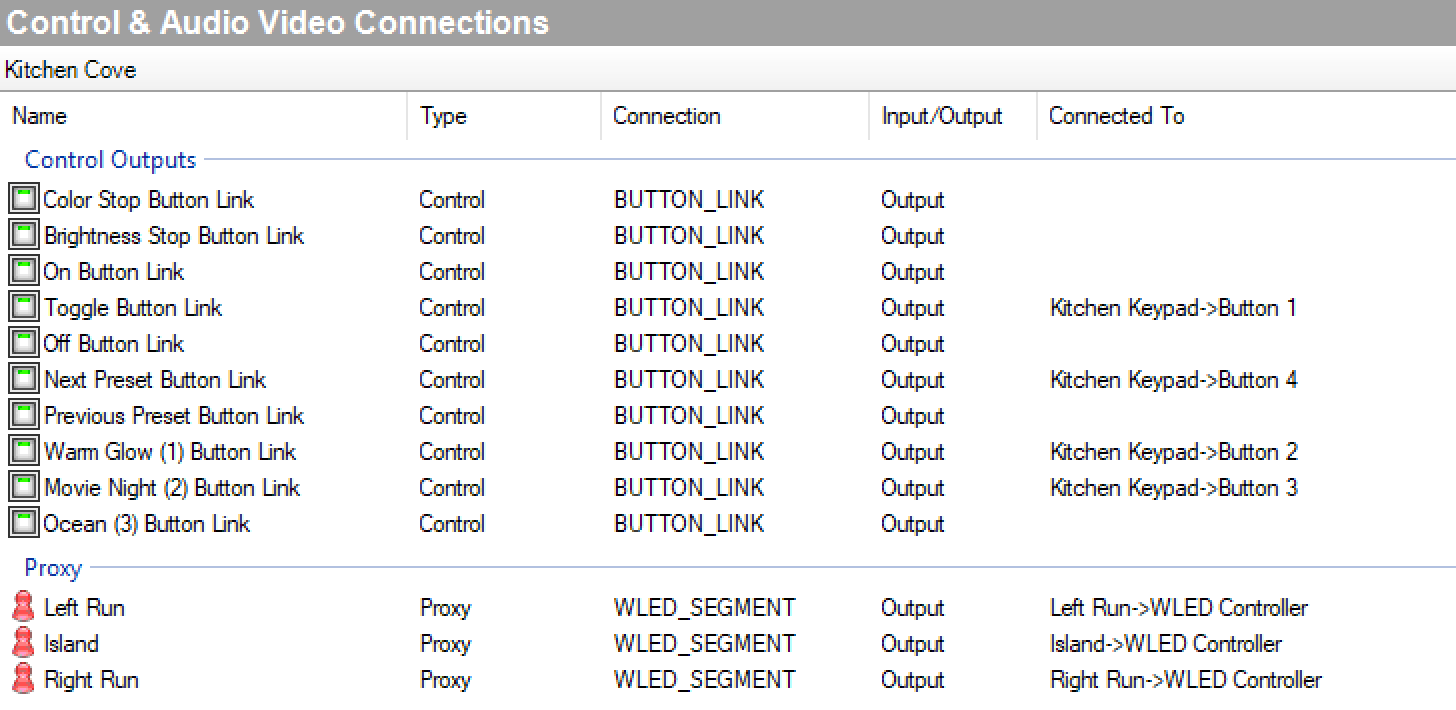 Control & Audio Video Connections
Kitchen Cove
Name Type Connection Input/Output Connected To
Control Outputs
Color Stop Button Link Control BUTTON_LINK Output
Brightness Stop Button Link Control BUTTON_LINK Output
On Button Link Control BUTTON_LINK Output
Toggle Button Link Control BUTTON_LINK Output Kitchen Keypad->Button 1
Off Button Link Control BUTTON_LINK Output
Next Preset Button Link Control BUTTON_LINK Output Kitchen Keypad->Button 4
Previous Preset Button Link Control BUTTON_LINK Output
Warm Glow (1) Button Link Control BUTTON_LINK Output Kitchen Keypad->Button 2
Movie Night (2) Button Link Control BUTTON_LINK Output Kitchen Keypad->Button 3
Ocean (3) Button Link Control BUTTON_LINK Output
Proxy
Left Run Proxy WLED_SEGMENT Output Left Run->WLED Controller
Island Proxy WLED_SEGMENT Output Island->WLED Controller
Right Run Proxy WLED_SEGMENT Output Right Run->WLED Controller